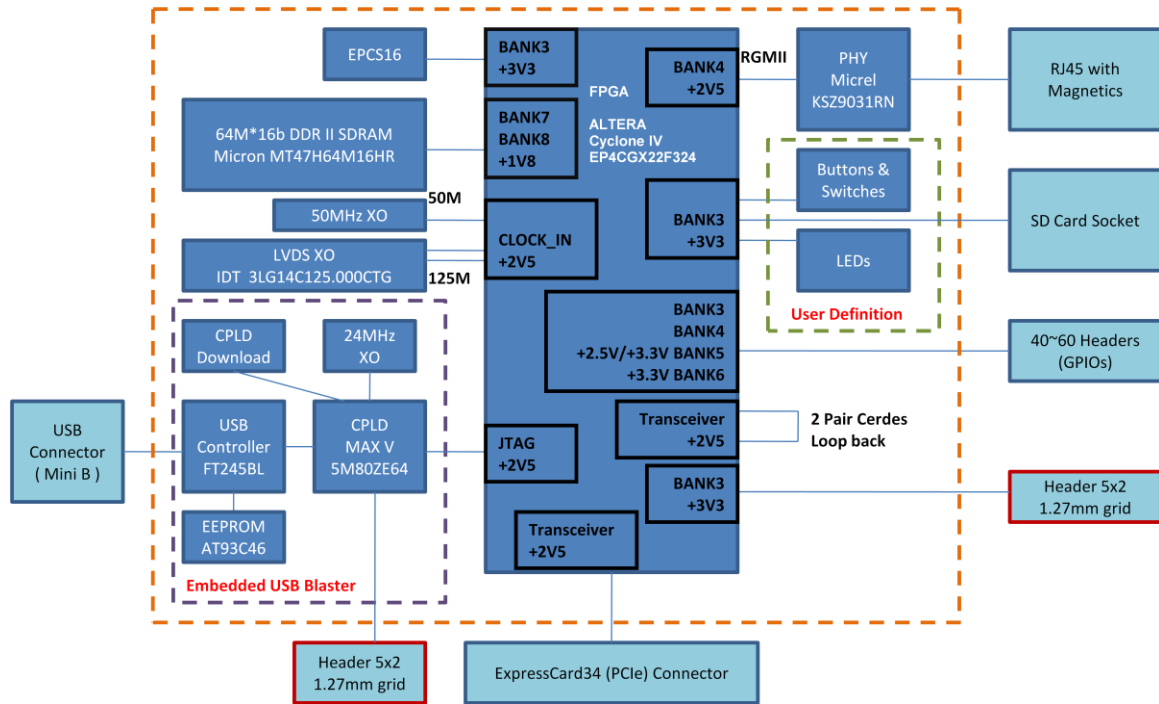 EPCS16
BANK3
+3V3
FPGA
ALTERA
Cyclone IV
EP4CGX22F324
BANK4
+2V5
RGMII
PHY
Micrel
KSZ9031RN
RJ45 with
Magnetics
64M*16b DDR II SDRAM
Micron MT47H64M16HR
BANK7
BANK8
+1V8
Buttons &
Switches
50M
50MHz XO
CLOCK_IN
+2V5
BANK3
+3V3
SD Card Socket
LVDS XO
IDT 3LG14C125.000CTG
125M
LEDs
User Definition
CPLD
Download
24MHz
XO
BANK3
BANK4
+2.5V/+3.3V BANK5
+3.3V BANK6
40~60 Headers
(GPIOs)
USB
Connector
( Mini B )
USB
Controller
FT245BL
CPLD
MAX V
5M80ZE64
JTAG
+2V5
Transceiver
+2V5
2 Pair Cerdes
Loop back
BANK3
+3V3
Header 5x2
1.27mm grid
EEPROM
AT93C46
Transceiver
+2V5
Embedded USB Blaster
Header 5x2
1.27mm grid
ExpressCard34 (PCIe) Connector